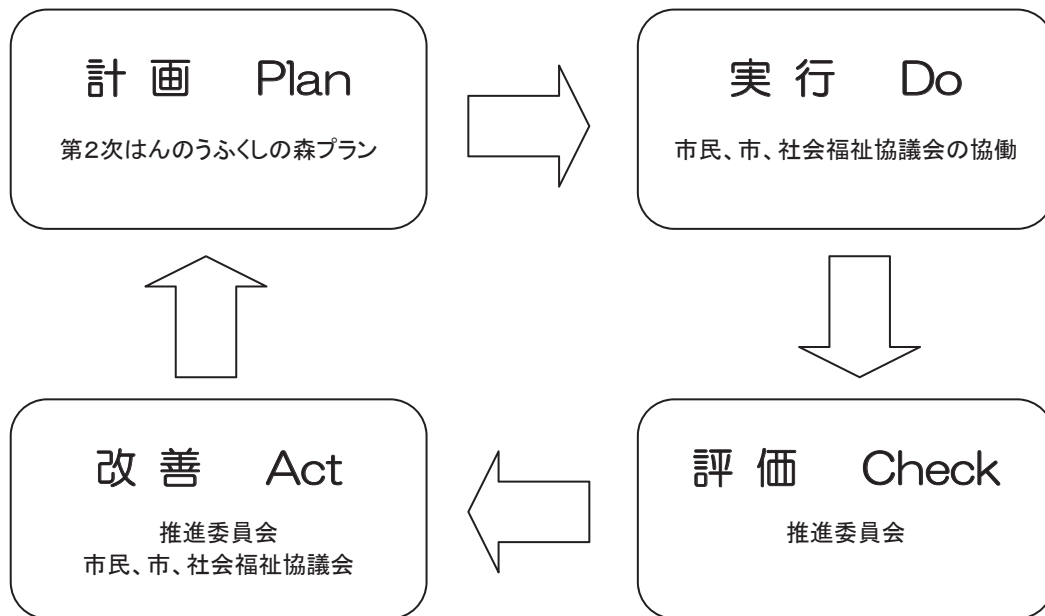 計画 Plan
第2次はんのうふくしの森プラン
実行 Do
市民、市、社会福祉協議会の協働
改善 Act
推進委員会
市民、市、社会福祉協議会
評価 Check
推進委員会